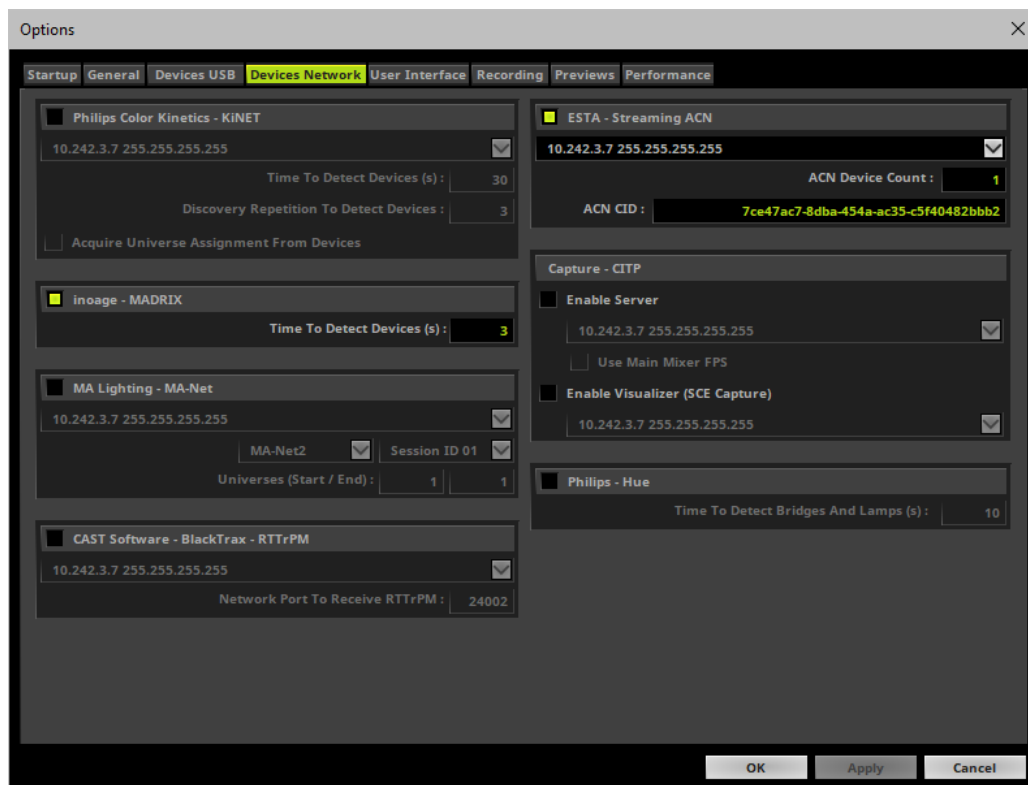 Options
Startup General Devices USB Devices Network User Interface Recording Previews Performance
Philips Color Kinetics - KiNET
10.242.3.7 255.255.255.255
Time To Detect Devices (s) : 30
Discovery Repetition To Detect Devices : 3
Acquire Universe Assignment From Devices
inoage - MADRIX
Time To Detect Devices (s) : 3
MA Lighting - MA-Net
10.242.3.7 255.255.255.255
MA-Net2 Session ID 01
Universes (Start / End) : 1 1
CAST Software - BlackTrax - RTTrPM
10.242.3.7 255.255.255.255
Network Port To Receive RTTrPM : 24002
ESTA - Streaming ACN
10.242.3.7 255.255.255.255
ACN Device Count : 1
ACN CID : 7ce47ac7-8dba-454a-ac35-c5f40482bbb2
Capture - CITP
Enable Server
10.242.3.7 255.255.255.255
Use Main Mixer FPS
Enable Visualizer (SCE Capture)
10.242.3.7 255.255.255.255
Philips - Hue
Time To Detect Bridges And Lamps (s) : 10
OK Apply Cancel